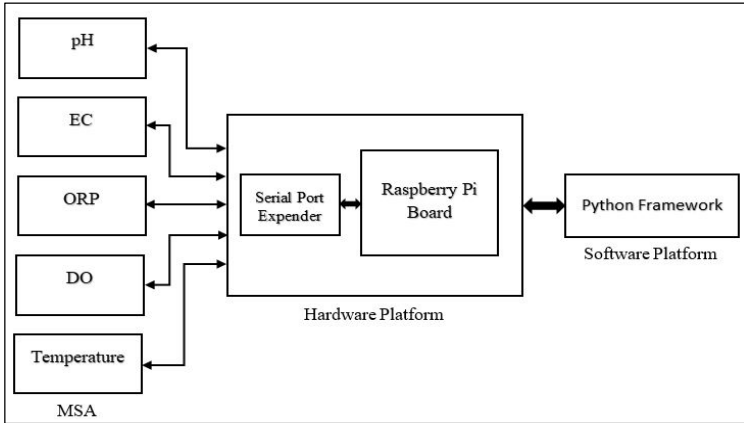 pH
EC
ORP
DO
Temperature
MSA
Serial Port
Expender
Raspberry Pi
Board
Hardware Platform
Python Framework
Software Platform